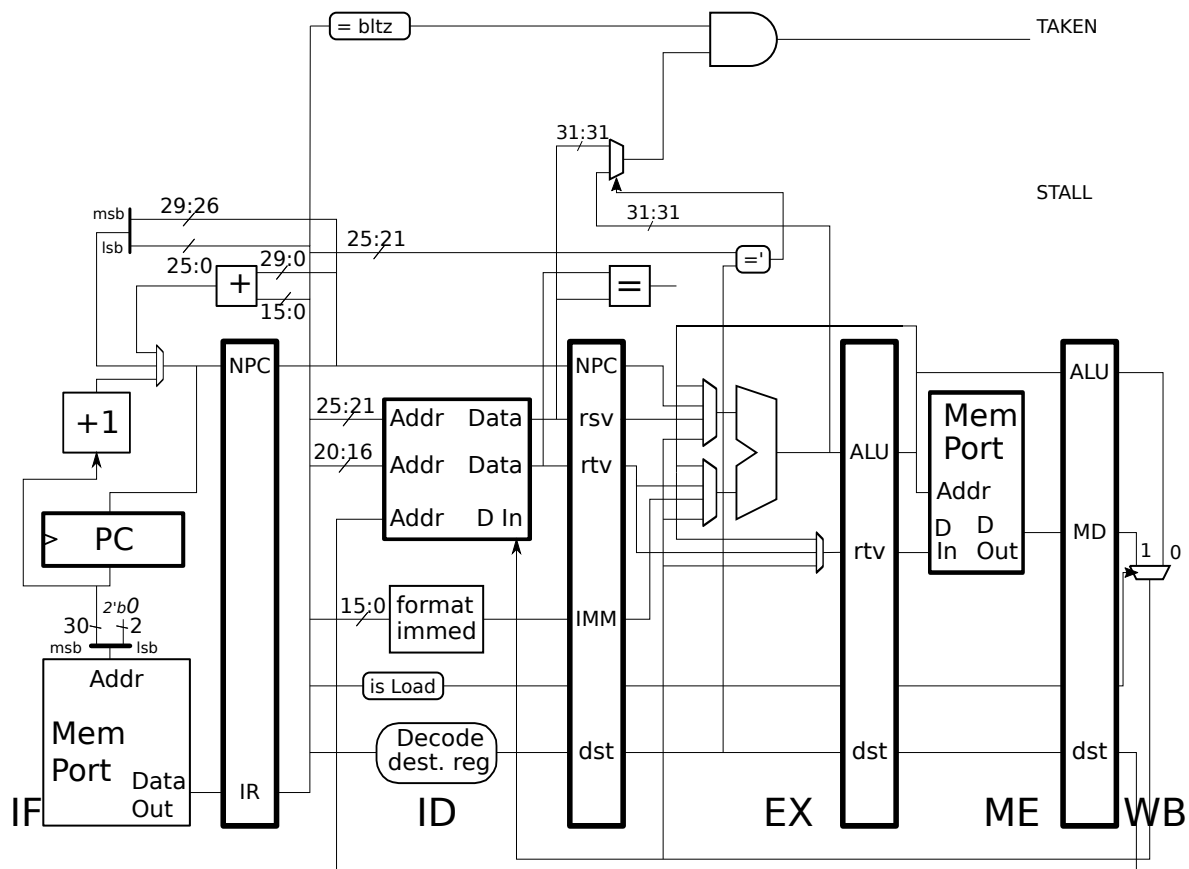 = bltz
TAKEN
31:31
STALL
msb
29:26
31:31
lsb
25:0
25:21
29:0
='
+
=
15:0
NPC
NPC
ALU
+1
25:21
Addr
Data
rsv
Mem
Port
20:16
Addr
Data
rtv
ALU
Addr
PC
Addr
D In
D
In
D
Out
MD
rtv
1
0
2'b0
30
2
msb
lsb
15:0
format
immed
IMM
Addr
is Load
Mem
Port
Decode
dest. reg
dst
dst
dst
Data
Out
IR
IF
ID
EX
ME
WB